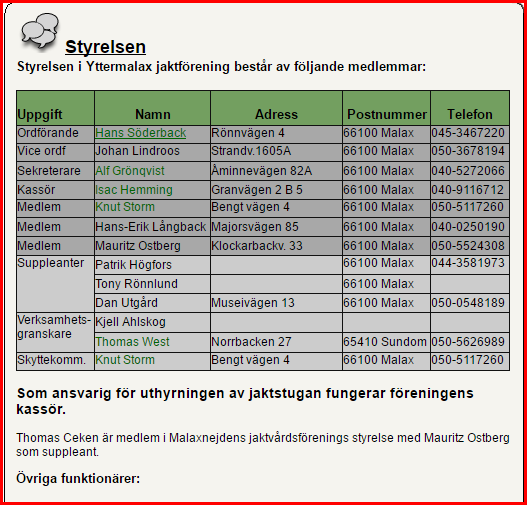 Styrelsen
Styrelsen i Yttermalax jaktförening består av följande medlemmar:
Uppgift Namn Adress Postnummer Telefon
Ordförande Hans Söderback Rönnvägen 4 66100 Malax 045-3467220
Vice ordf Johan Lindroos Strandv.1605A 66100 Malax 050-3678194
Sekreterare Alf Grönqvist Åminnevägen 82A 66100 Malax 040-5272066
Kassör Isac Hemming Granvägen 2 B 5 66100 Malax 040-9116712
Medlem Knut Storm Bengt vägen 4 66100 Malax 050-5117260
Medlem Hans-Erik Långback Majorsvägen 85 66100 Malax 040-0250190
Medlem Mauritz Ostberg Klockarbackv. 33 66100 Malax 050-5524308
Suppleanter Patrik Högfors 66100 Malax 044-3581973
Tony Rönnlund 66100 Malax
Dan Utgård Museivägen 13 66100 Malax 050-0548189
Verksamhets- Kjell Ahlskog
granskare Thomas West Norrbacken 27 65410 Sundom 050-5626989
Skyttekomm. Knut Storm Bengt vägen 4 66100 Malax 050-5117260
Som ansvarig för uthyrningen av jaktstugan fungerar föreningens
kassör.
Thomas Ceken är medlem i Malaxnejdens jaktvårdsförenings styrelse med Mauritz Ostberg
som suppleant.
Övriga funktionärer: